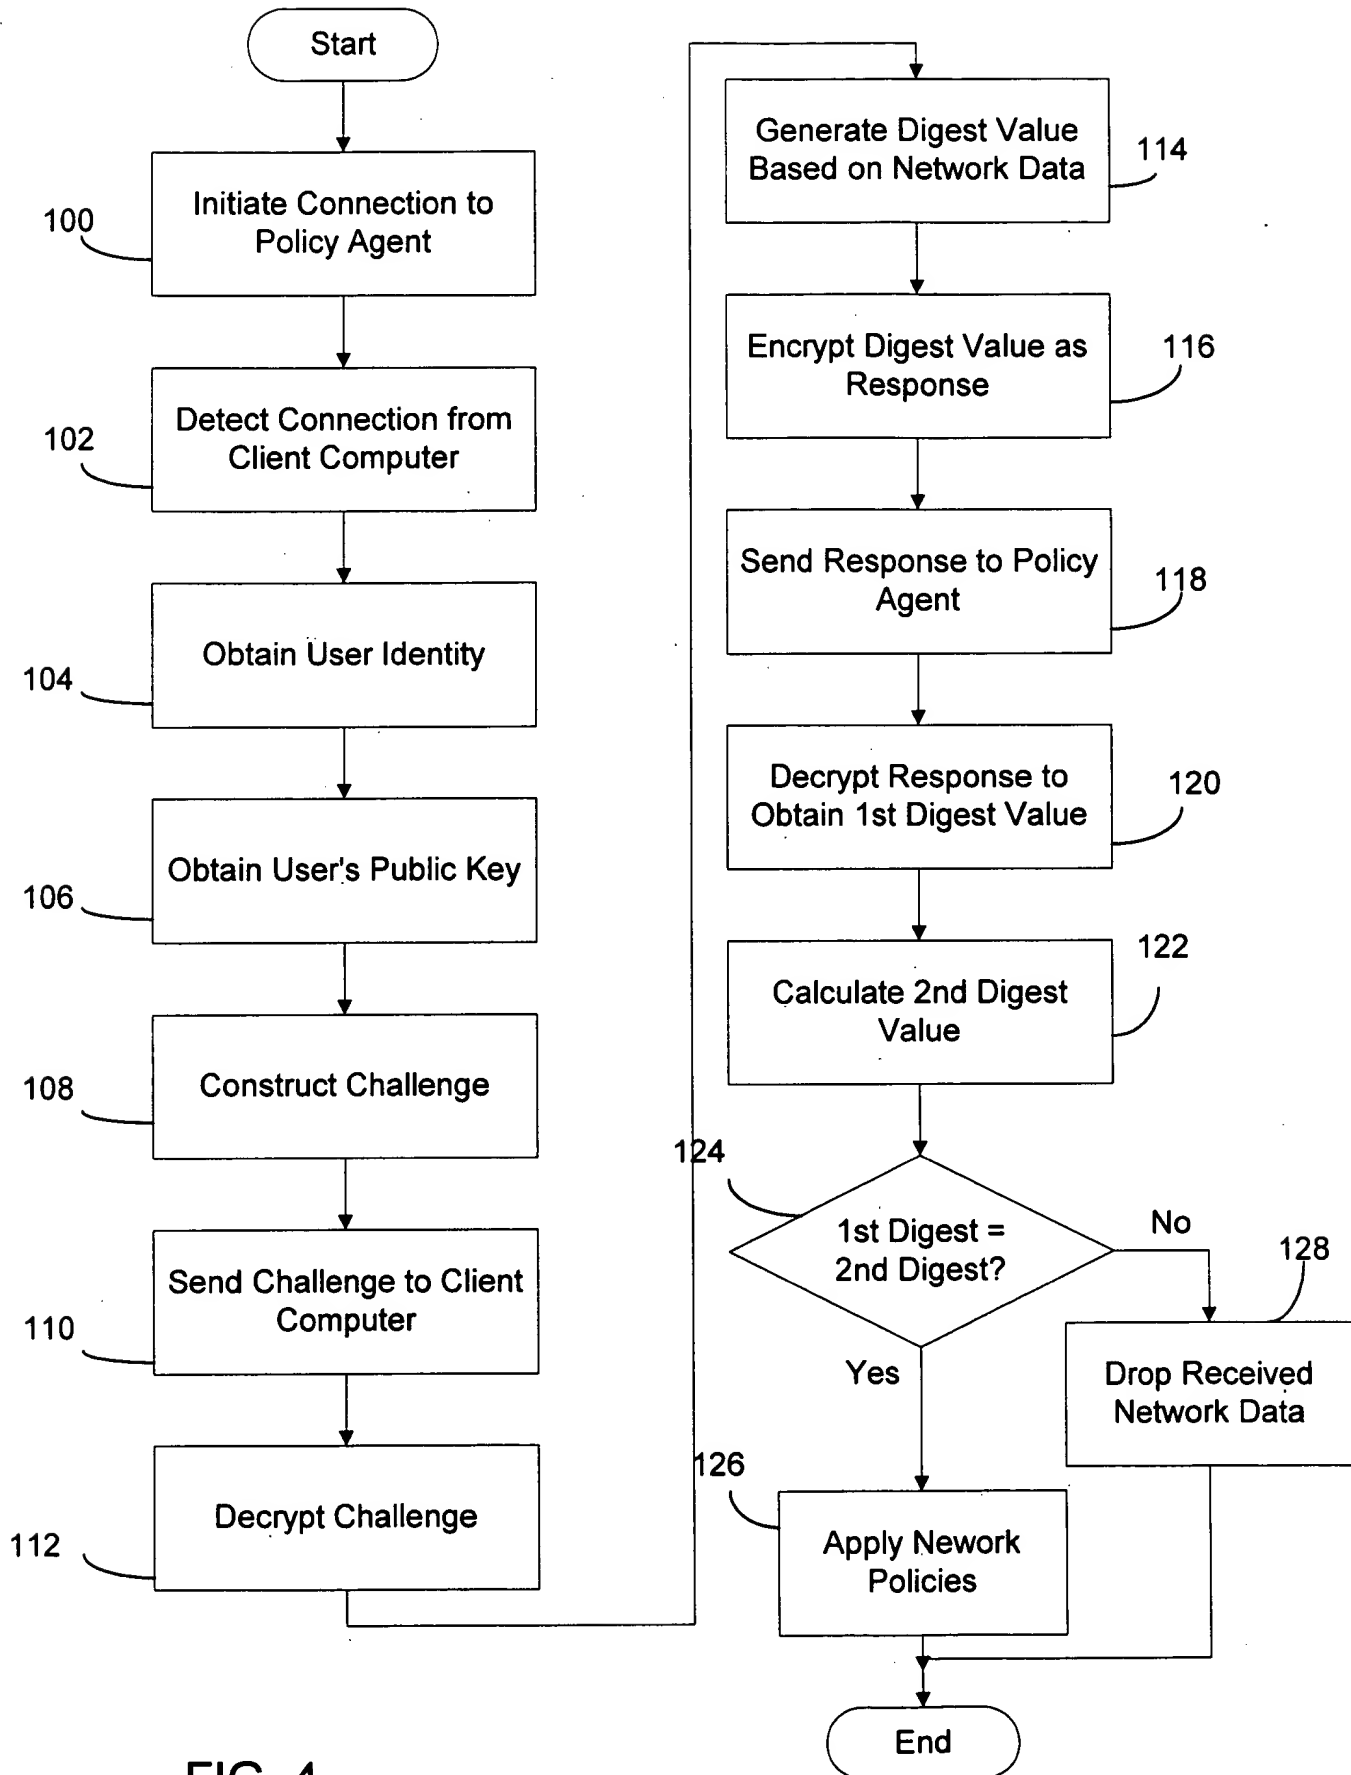 Start
100
Initiate Connection to
Policy Agent
102
Detect Connection from
Client Computer
104
Obtain User Identity
106
Obtain User's Public Key
108
Construct Challenge
110
Send Challenge to Client
Computer
112
Decrypt Challenge
Generate Digest Value
Based on Network Data
114
Encrypt Digest Value as
Response
116
Send Response to Policy
Agent
118
Decrypt Response to
Obtain 1st Digest Value
120
Calculate 2nd Digest
Value
122
124
1st Digest =
2nd Digest?
No
128
Drop Received
Network Data
Yes
126
Apply Nework
Policies
End
FIG. 4